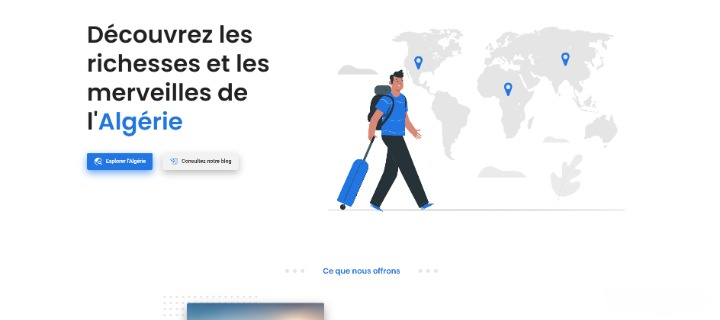 Découvrez les
richesses et les
merveilles de
l'Algérie
Explorer l'Algérie
Consultez notre blog
Ce que nous offrons